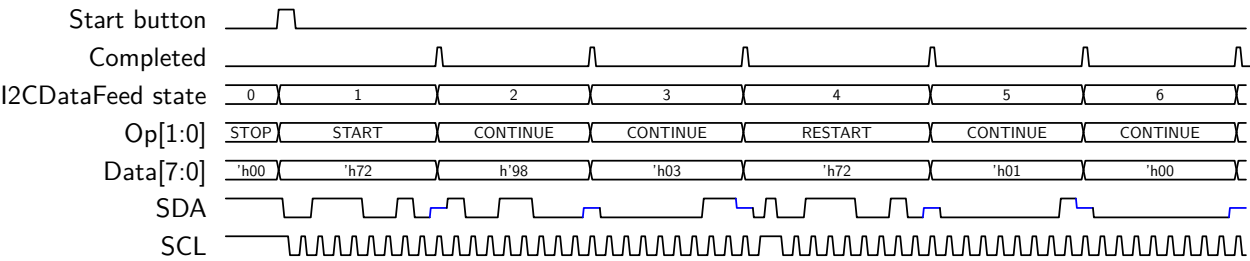 Start button
Completed
I2CDataFeed state 0 1 2 3 4 5 6
Op[1:0] STOP START CONTINUE CONTINUE RESTART CONTINUE CONTINUE
Data[7:0] 'h00 'h72 h'98 'h03 'h72 'h01 'h00
SDA
SCL